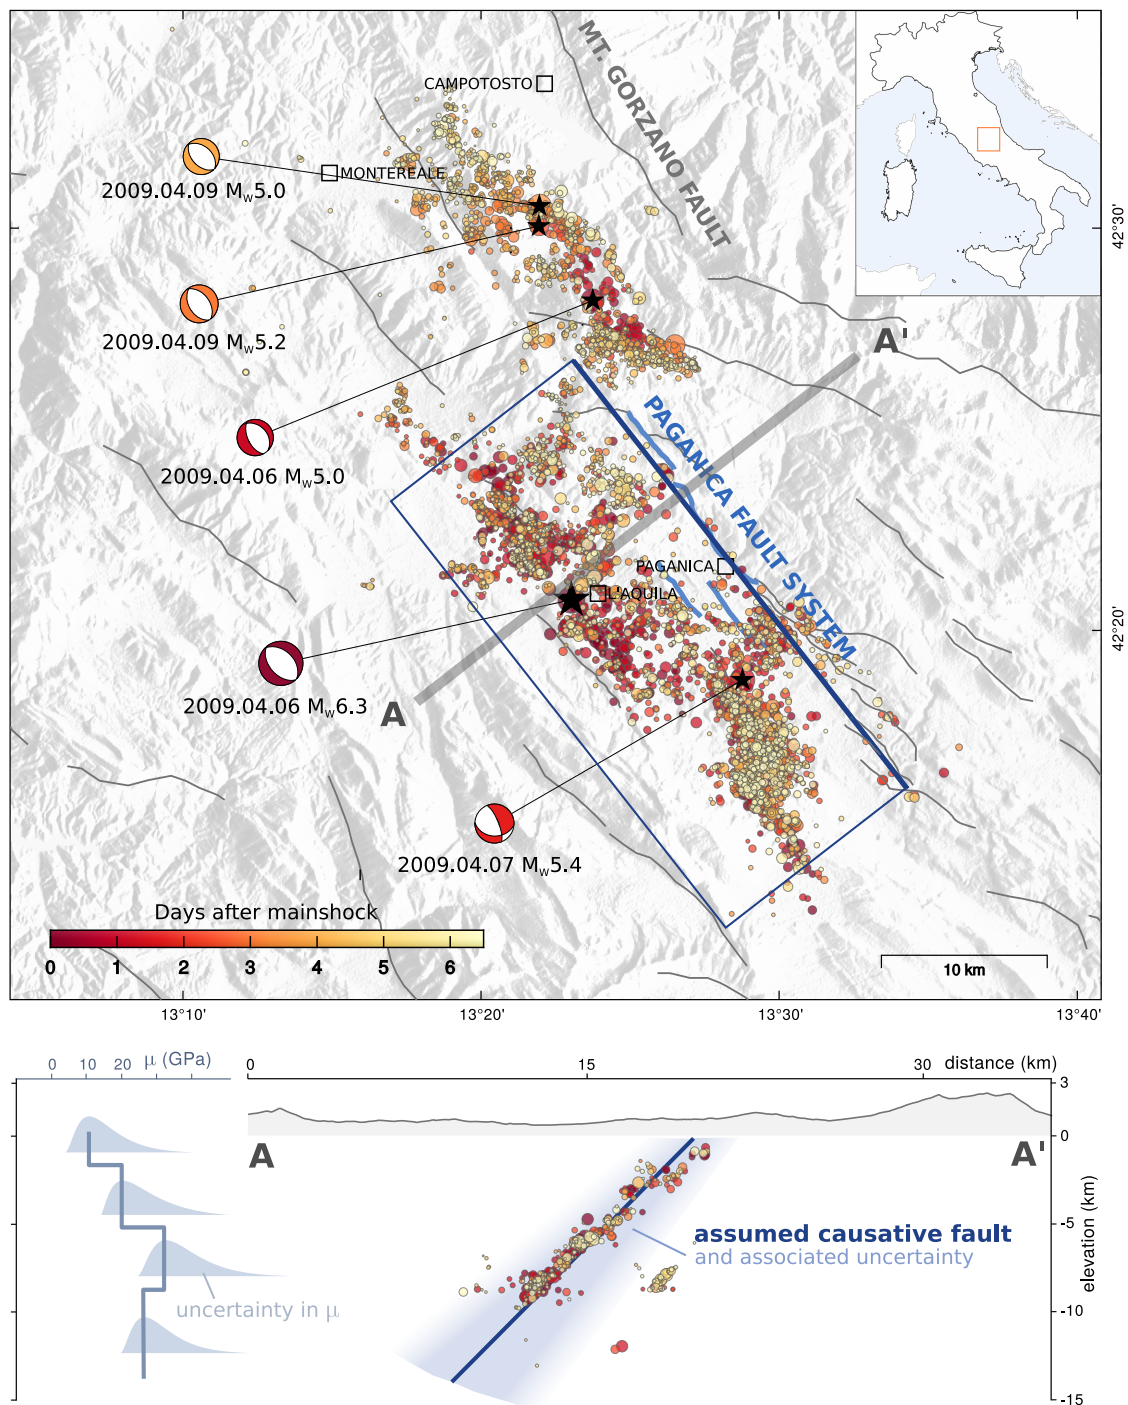 CAMPOTOSTO
MT. GORZANO FAULT
MONTEREALE
2009.04.09 Mw5.0
42°30'
2009.04.09 Mw5.2
A'
PAGANICA FAULT SYSTEM
2009.04.06 Mw5.0
PAGANICA
L'AQUILA
42°20'
2009.04.06 Mw6.3
A
2009.04.07 Mw5.4
Days after mainshock
0 1 2 3 4 5 6
10 km
13°10' 13°20' 13°30' 13°40'
0 10 20 μ (GPa)
0 15 30 distance (km)
3
0
-5
-10
-15
elevation (km)
A
A'
assumed causative fault
and associated uncertainty
uncertainty in μ